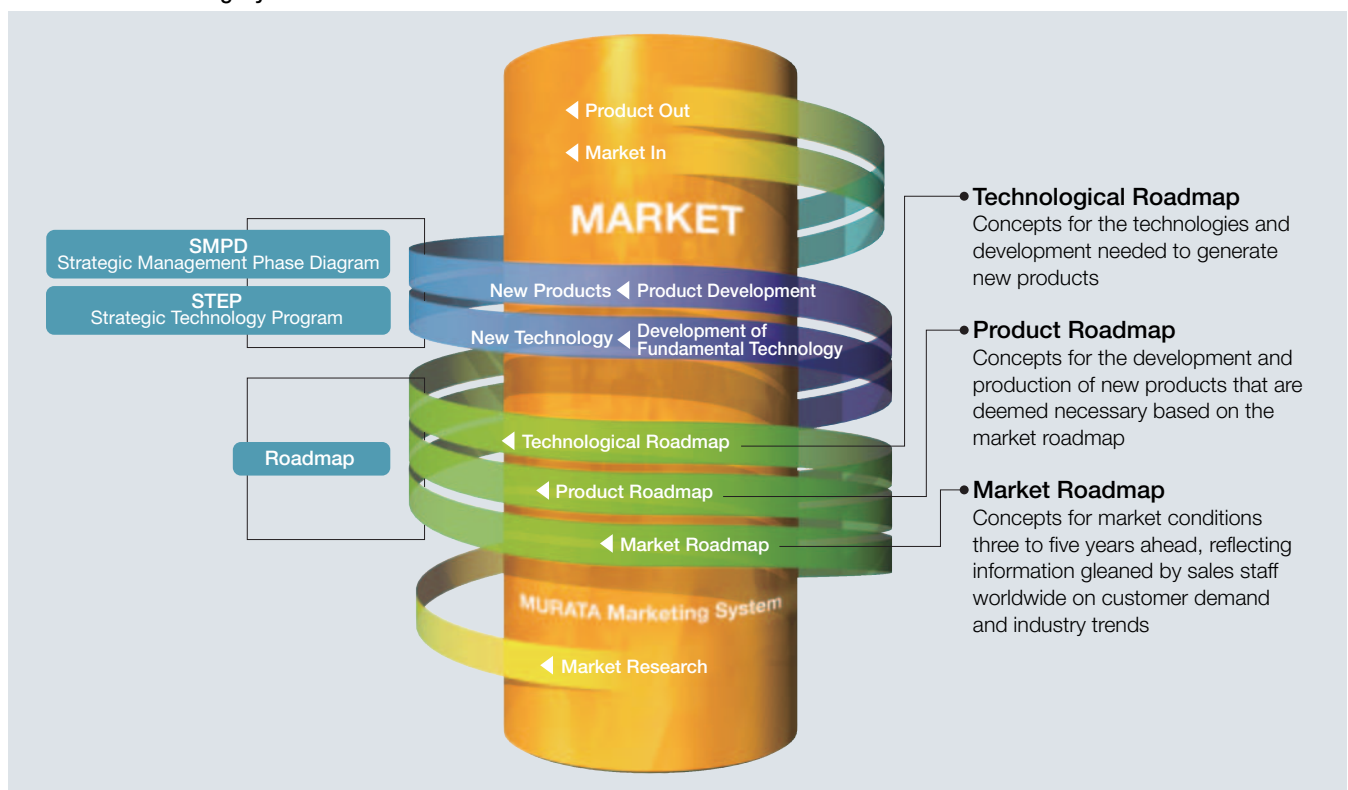 Product Out
Market In
MARKET
SMPD
Strategic Management Phase Diagram
STEP
Strategic Technology Program
New Products
Product Development
New Technology
Development of
Fundamental Technology
Roadmap
Technological Roadmap
Product Roadmap
Market Roadmap
MURATA Marketing System
Market Research
Technological Roadmap
Concepts for the technologies and
development needed to generate
new products
Product Roadmap
Concepts for the development and
production of new products that are
deemed necessary based on the
market roadmap
Market Roadmap
Concepts for market conditions
three to five years ahead, reflecting
information gleaned by sales staff
worldwide on customer demand
and industry trends